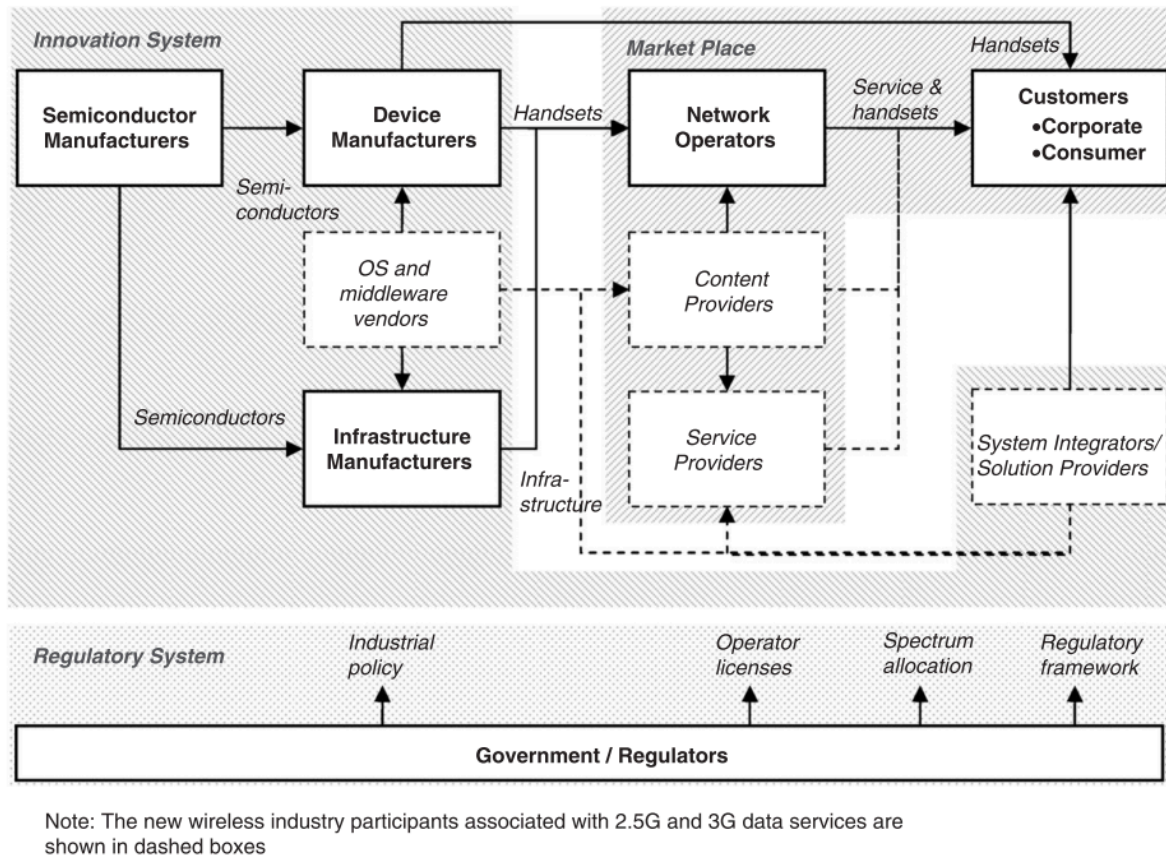 Innovation System
Market Place
Handsets
Semiconductor
Manufacturers
Device
Manufacturers
Handsets
Network
Operators
Service &
handsets
Customers
•Corporate
•Consumer
Semi-
conductors
OS and
middleware
vendors
Content
Providers
Semiconductors
Infrastructure
Manufacturers
Infra-
structure
Service
Providers
System Integrators/
Solution Providers
Regulatory System
Industrial
policy
Operator
licenses
Spectrum
allocation
Regulatory
framework
Government / Regulators
Note: The new wireless industry participants associated with 2.5G and 3G data services are
shown in dashed boxes